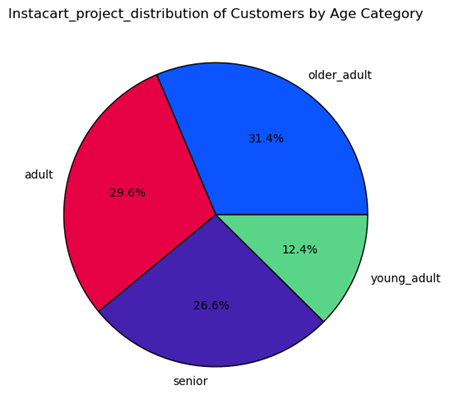 Instacart_project_distribution of Customers by Age Category
older_adult
31.4%
adult
29.6%
12.4%
young_adult
26.6%
senior